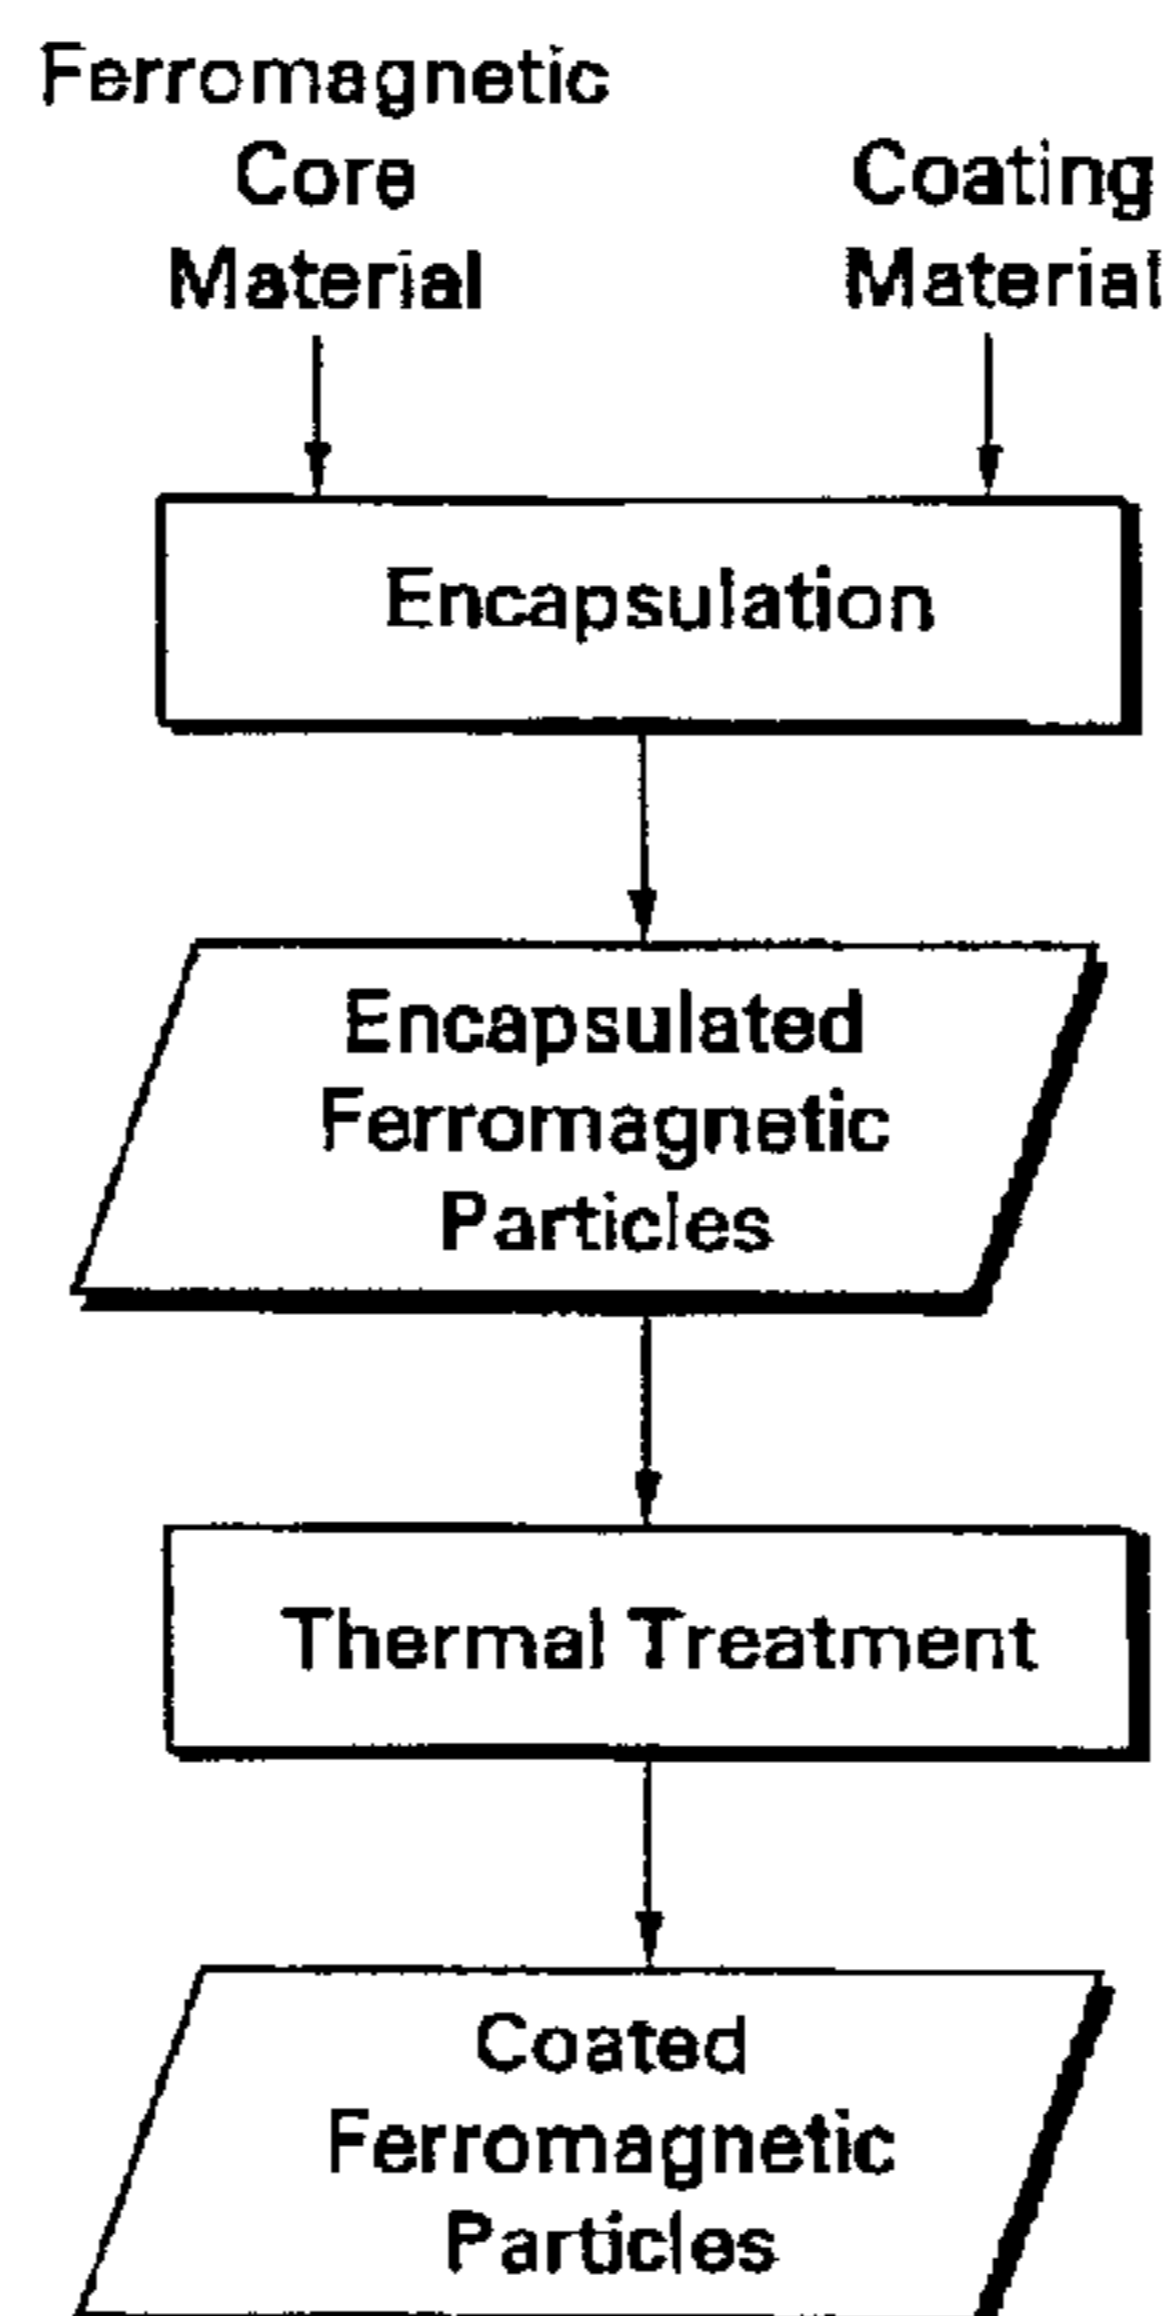 Ferromagnetic
Core
Material
Coating
Material
Encapsulation
Encapsulated
Ferromagnetic
Particles
Thermal Treatment
Coated
Ferromagnetic
Particles